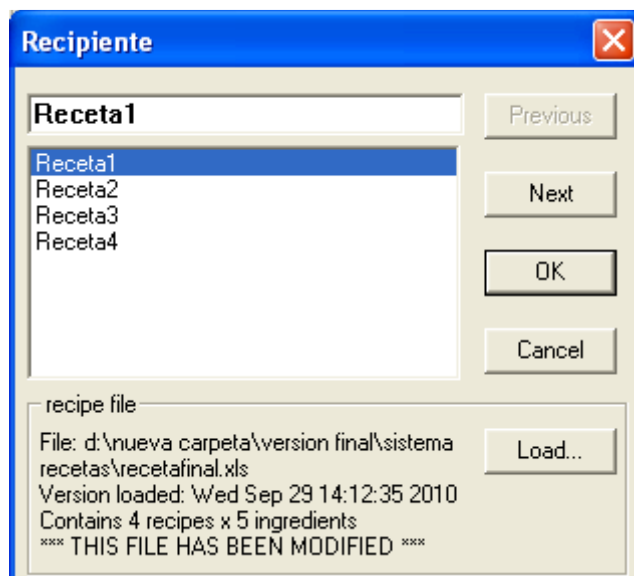 Recipiente
Receta1
Previous
Receta1
Receta2
Receta3
Receta4
Next
OK
Cancel
recipe file
File: d:\nueva carpeta\version final\sistema
recetas\recetafinal.xls
Version loaded: Wed Sep 29 14:12:35 2010
Contains 4 recipes x 5 ingredients
*** THIS FILE HAS BEEN MODIFIED ***
Load...